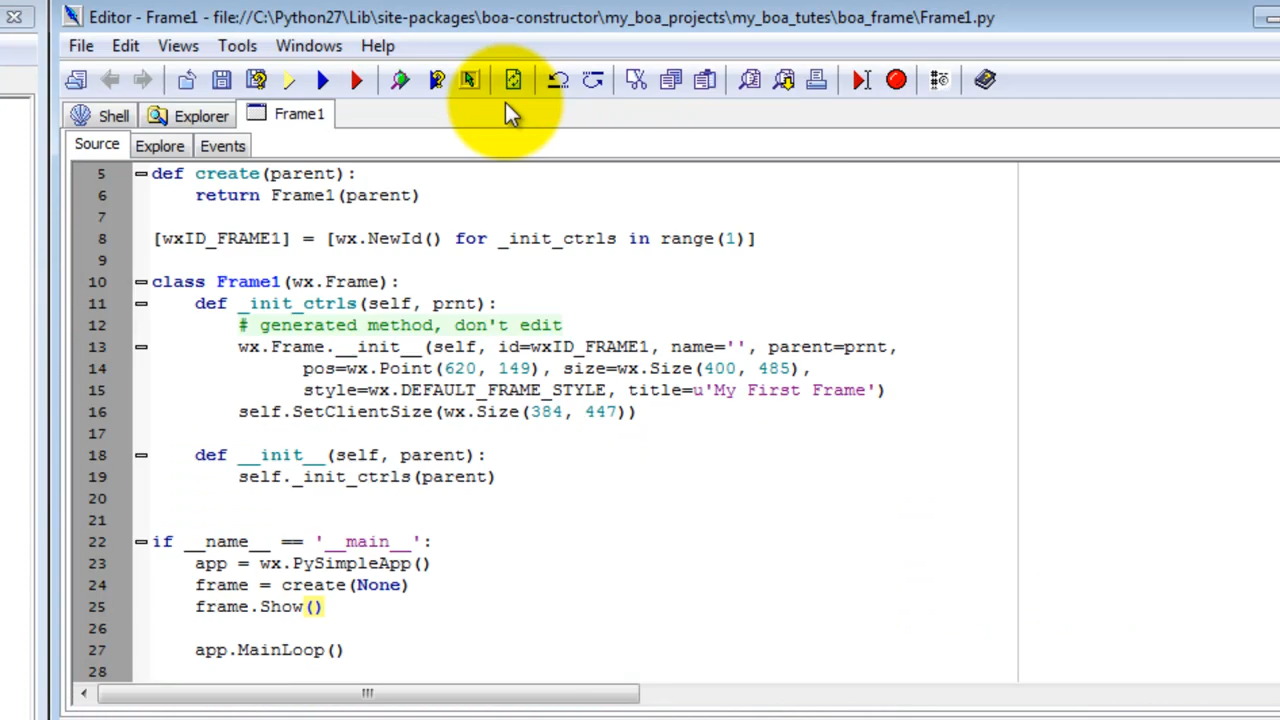 Editor - Frame1 - file://C:\Python27\Lib\site-packages\boa-constructor\my_boa_projects\my_boa_tutes\boa_frame\Frame1.py
File Edit Views Tools Windows Help
Shell Explorer Frame1
Source Explore Events
5 def create(parent):
6     return Frame1(parent)
7
8 [wxID_FRAME1] = [wx.NewId() for _init_ctrls in range(1)]
9
10 class Frame1(wx.Frame):
11     def _init_ctrls(self, prnt):
12         # generated method, don't edit
13         wx.Frame.__init__(self, id=wxID_FRAME1, name='', parent=prnt,
14               pos=wx.Point(620, 149), size=wx.Size(400, 485),
15               style=wx.DEFAULT_FRAME_STYLE, title=u'My First Frame')
16         self.SetClientSize(wx.Size(384, 447))
17
18     def __init__(self, parent):
19         self._init_ctrls(parent)
20
21
22 if __name__ == '__main__':
23     app = wx.PySimpleApp()
24     frame = create(None)
25     frame.Show()
26
27     app.MainLoop()
28